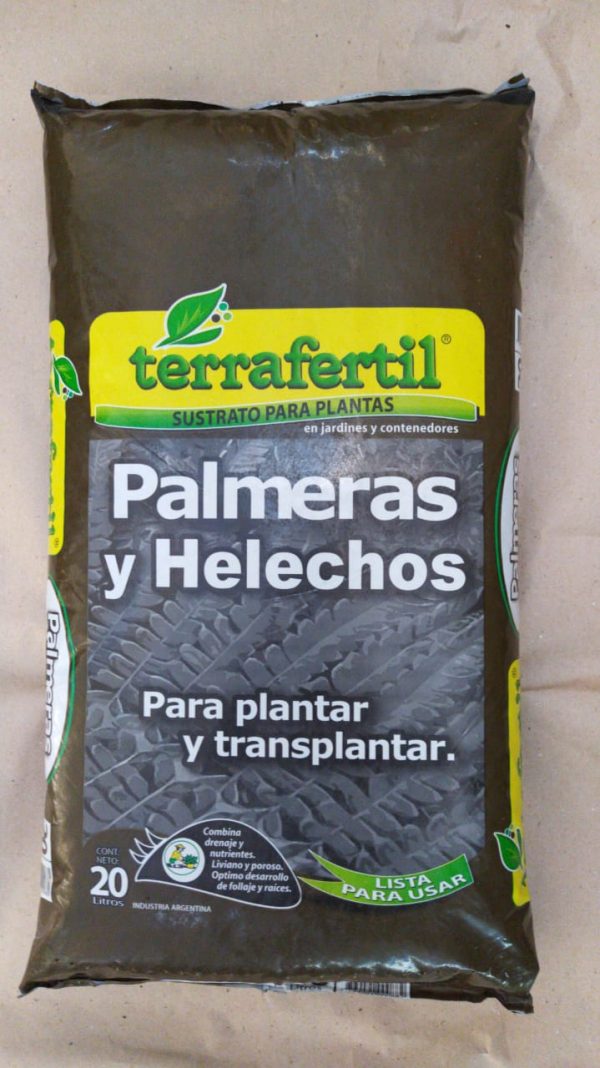 terrafertil®
SUSTRATO PARA PLANTAS
en jardines y contenedores
Palmeras
y Helechos
Para plantar
y transplantar.
CONT.
NETO:
20
Litros
Combina
drenaje y
nutrientes.
Liviano y poroso.
Optimo desarrollo
de follaje y raíces.
INDUSTRIA ARGENTINA
LISTA
PARA USAR
Palmeras
Palmeras